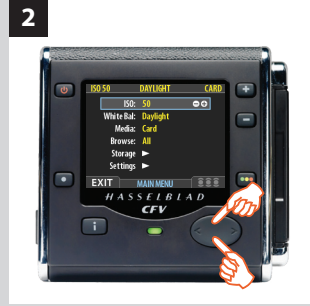 2
ISO 50 DAYLIGHT CARD
ISO: 50
White Bal: Daylight
Media: Card
Browse: All
Storage
Settings
EXIT MAIN MENU
HASSELBLAD
CFV
i